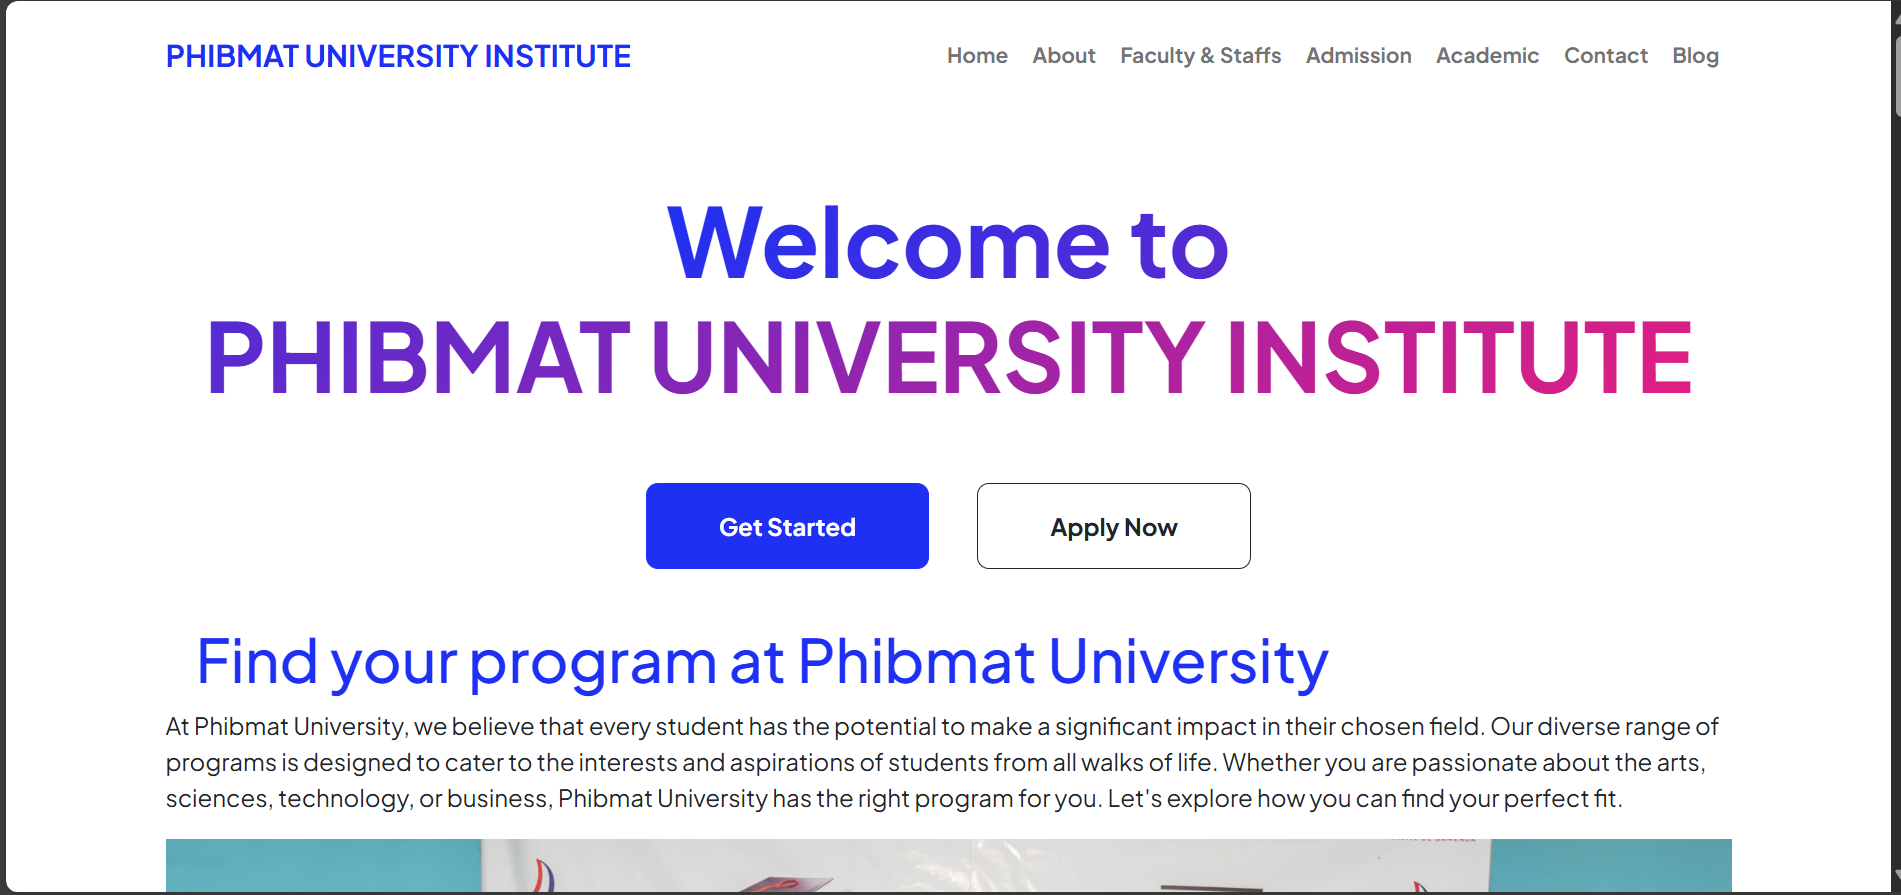 PHIBMAT UNIVERSITY INSTITUTE
Home About Faculty & Staffs Admission Academic Contact Blog
Welcome to
PHIBMAT UNIVERSITY INSTITUTE
Get Started Apply Now
Find your program at Phibmat University
At Phibmat University, we believe that every student has the potential to make a significant impact in their chosen field. Our diverse range of
programs is designed to cater to the interests and aspirations of students from all walks of life. Whether you are passionate about the arts,
sciences, technology, or business, Phibmat University has the right program for you. Let's explore how you can find your perfect fit.